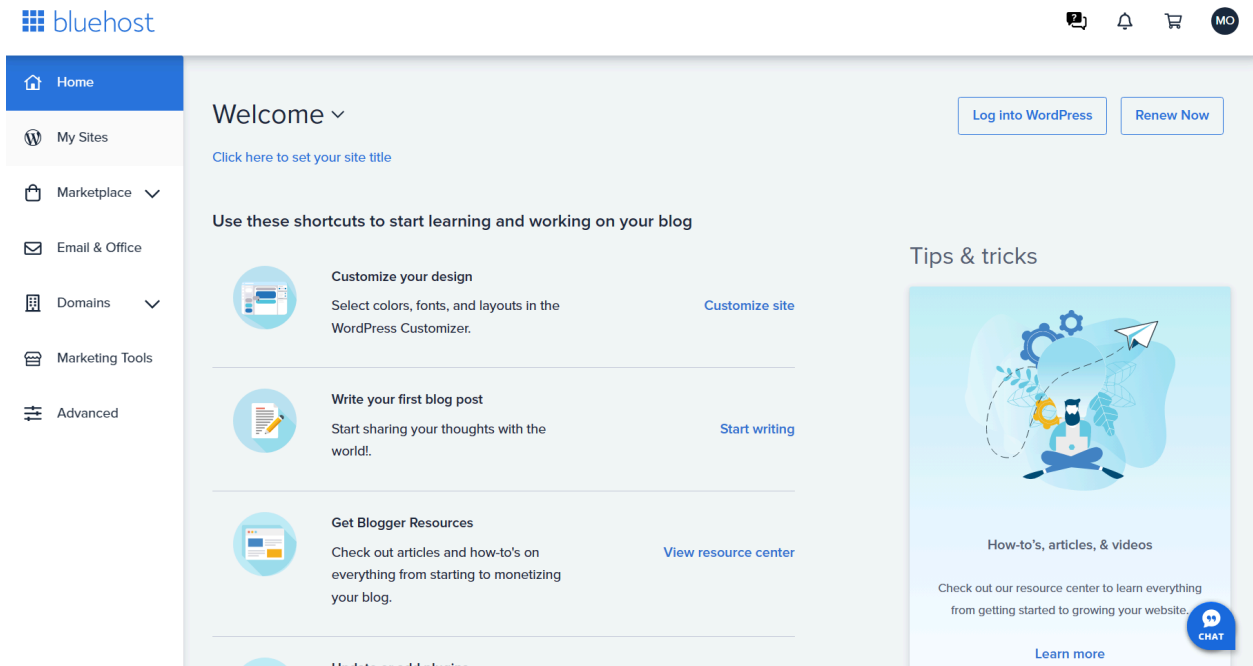 bluehost
MO
Home
My Sites
Marketplace
Email & Office
Domains
Marketing Tools
Advanced
Welcome
Log into WordPress
Renew Now
Click here to set your site title
Use these shortcuts to start learning and working on your blog
Customize your design
Select colors, fonts, and layouts in the
WordPress Customizer.
Customize site
Write your first blog post
Start sharing your thoughts with the
world!.
Start writing
Get Blogger Resources
Check out articles and how-to's on
everything from starting to monetizing
your blog.
View resource center
Tips & tricks
How-to's, articles, & videos
Check out our resource center to learn everything
from getting started to growing your website.
Learn more
CHAT